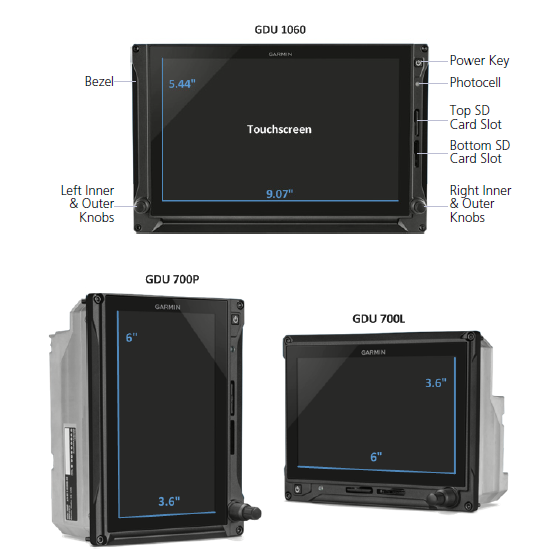 GDU 1060
GARMIN
Bezel
5.44"
Touchscreen
9.07"
Power Key
Photocell
Top SD
Card Slot
Bottom SD
Card Slot
Left Inner
& Outer
Knobs
Right Inner
& Outer
Knobs
GDU 700P
GARMIN
6"
3.6"
GDU 700L
GARMIN
3.6"
6"